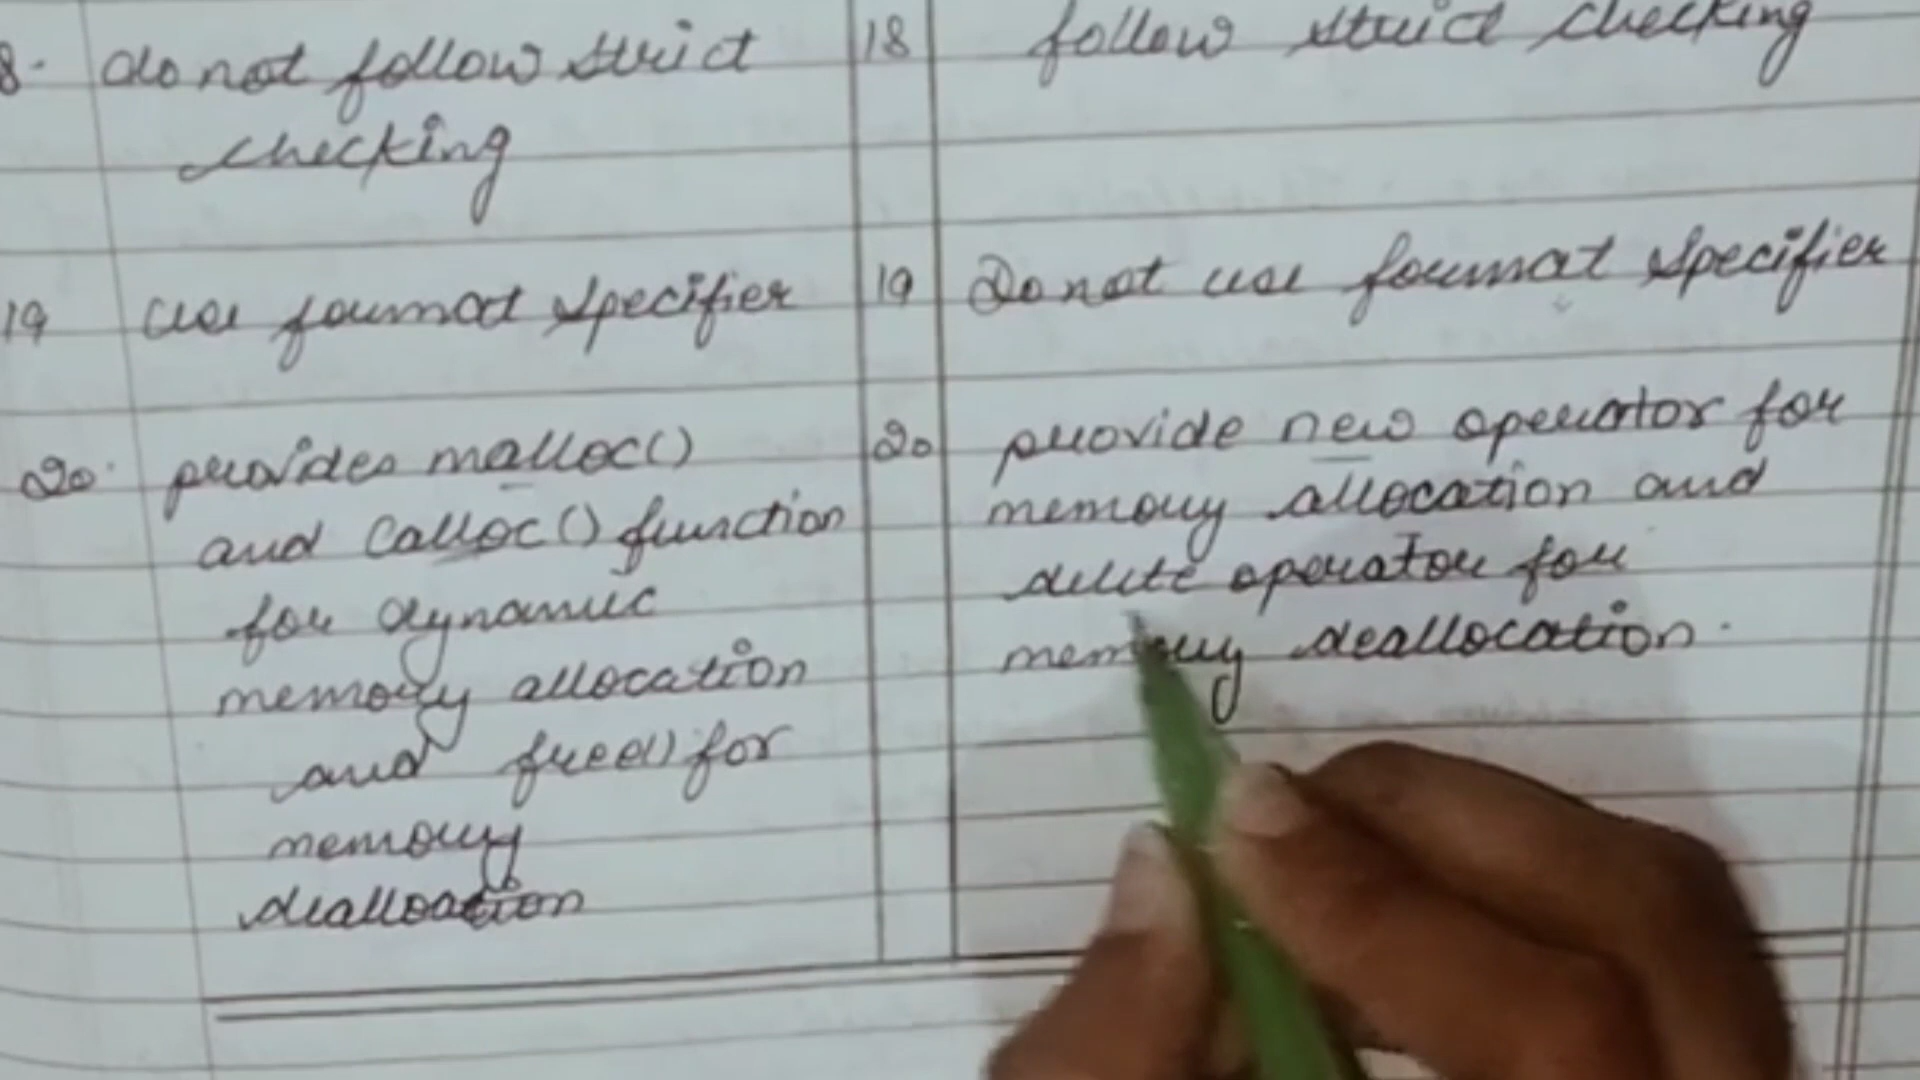 8. do not follow strict
checking
19 use format specifier
20. provides malloc()
and calloc() function
for dynamic
memory allocation
and free() for
memory
deallocation
18 follow strict checking
19 Do not use format specifier
20 provide new operator for
memory allocation and
delete operator for
memory deallocation.